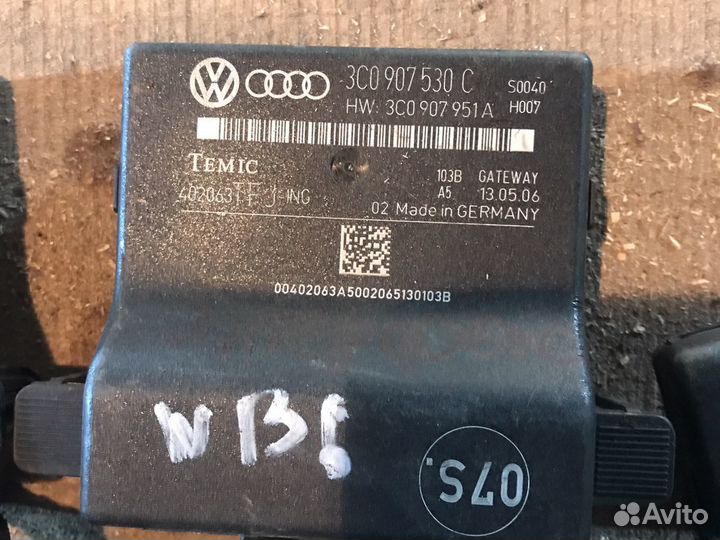 3C0 907 530 C S0040
HW: 3C0 907 951 A H007
TEMIC 103B GATEWAY
A5 13.05.06
02 Made in GERMANY
00402063A5002065130103B
07S.
Avito